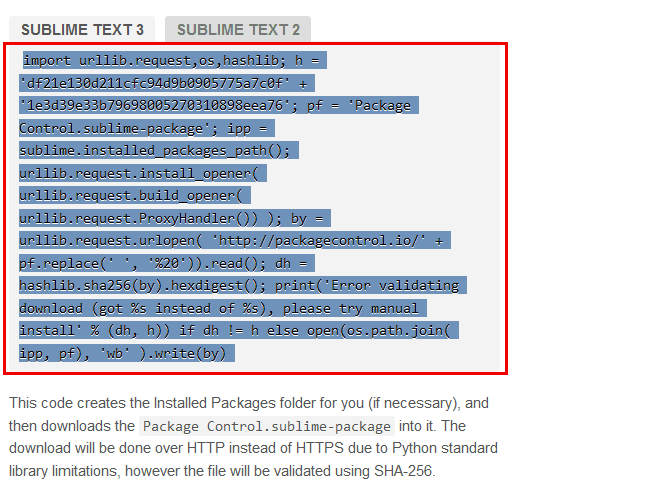 SUBLIME TEXT 3 SUBLIME TEXT 2
import urllib.request,os,hashlib; h =
'df21e130d211cfc94d9b0905775a7c0f' +
'1e3d39e33b79698005270310898eea76'; pf = 'Package
Control.sublime-package'; ipp =
sublime.installed_packages_path();
urllib.request.install_opener(
urllib.request.build_opener(
urllib.request.ProxyHandler()) ); by =
urllib.request.urlopen( 'http://packagecontrol.io/' +
pf.replace(' ', '%20')).read(); dh =
hashlib.sha256(by).hexdigest(); print('Error validating
download (got %s instead of %s), please try manual
install' % (dh, h)) if dh != h else open(os.path.join(
ipp, pf), 'wb' ).write(by)
This code creates the Installed Packages folder for you (if necessary), and
then downloads the Package Control.sublime-package into it. The
download will be done over HTTP instead of HTTPS due to Python standard
library limitations, however the file will be validated using SHA-256.